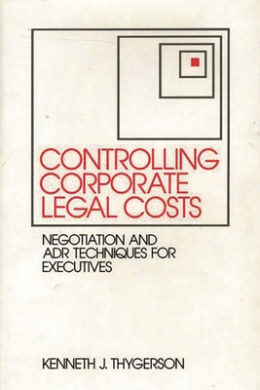 CONTROLLING
CORPORATE
LEGAL COSTS
NEGOTIATION AND
ADR TECHNIQUES FOR
EXECUTIVES
KENNETH J. THYGERSON